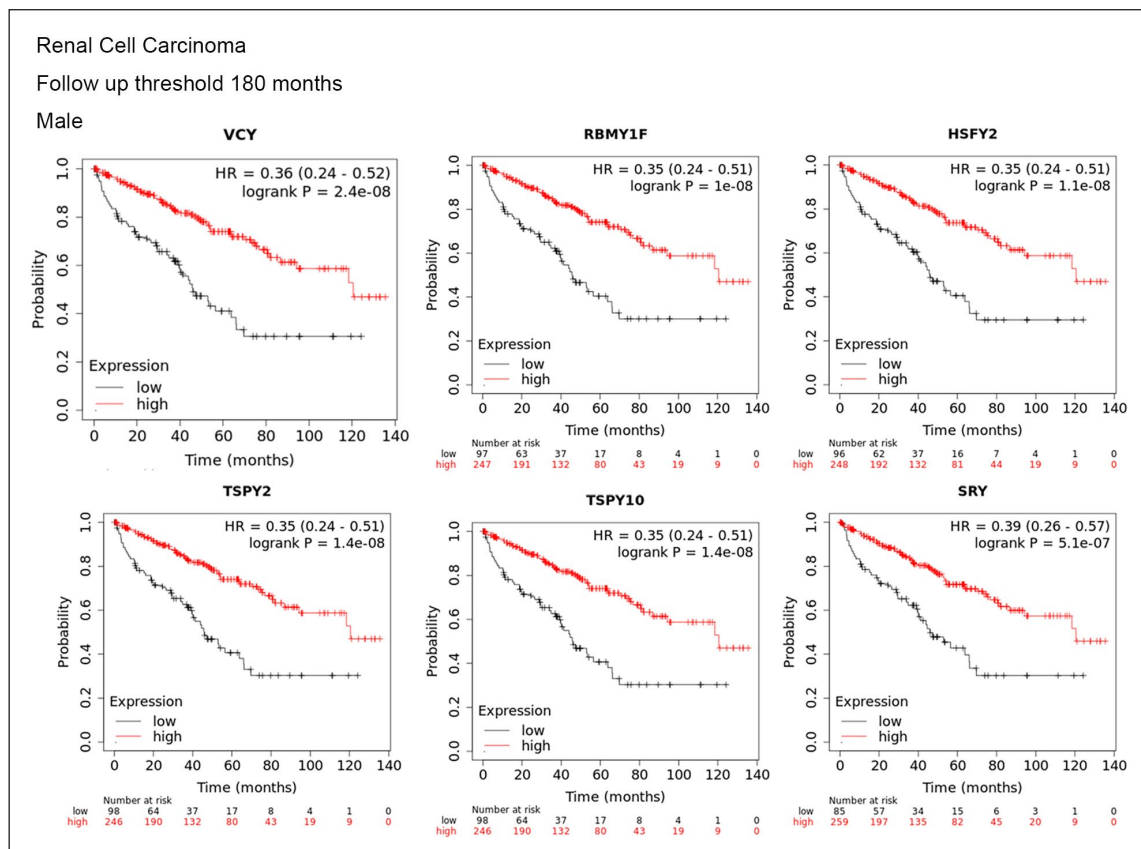 Renal Cell Carcinoma
Follow up threshold 180 months
Male
VCY
HR = 0.36 (0.24 - 0.52)
logrank P = 2.4e-08
Probability
1.0
0.8
0.6
0.4
0.2
0.0
Expression
low
high
0 20 40 60 80 100 120 140
Time (months)
RBMY1F
HR = 0.35 (0.24 - 0.51)
logrank P = 1e-08
Probability
1.0
0.8
0.6
0.4
0.2
0.0
Expression
low
high
0 20 40 60 80 100 120 140
Time (months)
Number at risk
low 97 63 37 17 8 4 1 0
high 247 191 132 80 43 19 9 0
HSFY2
HR = 0.35 (0.24 - 0.51)
logrank P = 1.1e-08
Probability
1.0
0.8
0.6
0.4
0.2
0.0
Expression
low
high
0 20 40 60 80 100 120 140
Time (months)
Number at risk
low 96 62 37 16 7 4 1 0
high 248 192 132 81 44 19 9 0
TSPY2
HR = 0.35 (0.24 - 0.51)
logrank P = 1.4e-08
Probability
1.0
0.8
0.6
0.4
0.2
0.0
Expression
low
high
0 20 40 60 80 100 120 140
Time (months)
Number at risk
low 98 64 37 17 8 4 1 0
high 246 190 132 80 43 19 9 0
TSPY10
HR = 0.35 (0.24 - 0.51)
logrank P = 1.4e-08
Probability
1.0
0.8
0.6
0.4
0.2
0.0
Expression
low
high
0 20 40 60 80 100 120 140
Time (months)
Number at risk
low 98 64 37 17 8 4 1 0
high 246 190 132 80 43 19 9 0
SRY
HR = 0.39 (0.26 - 0.57)
logrank P = 5.1e-07
Probability
1.0
0.8
0.6
0.4
0.2
0.0
Expression
low
high
0 20 40 60 80 100 120 140
Time (months)
Number at risk
low 85 57 34 15 6 3 1 0
high 259 197 135 82 45 20 9 0